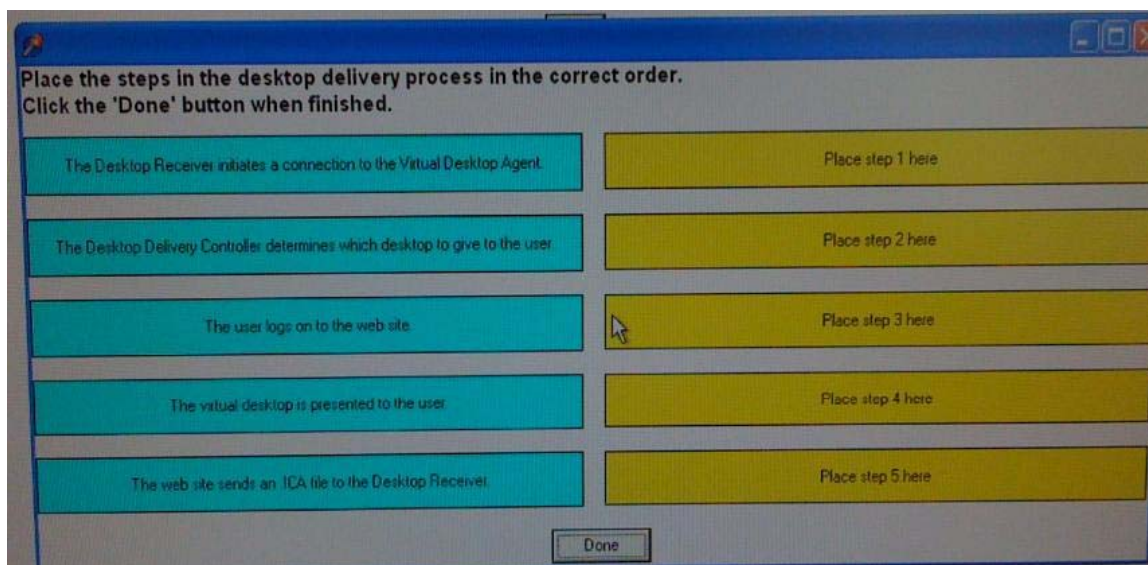 Place the steps in the desktop delivery process in the correct order.
Click the 'Done' button when finished.
The Desktop Receiver initiates a connection to the Virtual Desktop Agent.
Place step 1 here
The Desktop Delivery Controller determines which desktop to give to the user.
Place step 2 here
The user logs on to the web site.
Place step 3 here
The virtual desktop is presented to the user.
Place step 4 here
The web site sends an .ICA file to the Desktop Receiver.
Place step 5 here
Done